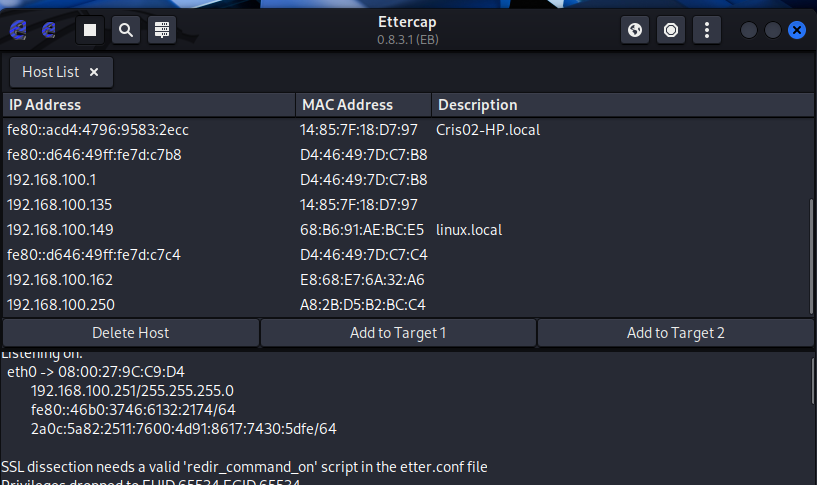 Ettercap
0.8.3.1 (EB)
Host List
IP Address MAC Address Description
fe80::acd4:4796:9583:2ecc 14:85:7F:18:D7:97 Cris02-HP.local
fe80::d646:49ff:fe7d:c7b8 D4:46:49:7D:C7:B8
192.168.100.1 D4:46:49:7D:C7:B8
192.168.100.135 14:85:7F:18:D7:97
192.168.100.149 68:B6:91:AE:BC:E5 linux.local
fe80::d646:49ff:fe7d:c7c4 D4:46:49:7D:C7:C4
192.168.100.162 E8:68:E7:6A:32:A6
192.168.100.250 A8:2B:D5:B2:BC:C4
Delete Host Add to Target 1 Add to Target 2
Listening on:
eth0 -> 08:00:27:9C:C9:D4
192.168.100.251/255.255.255.0
fe80::46b0:3746:6132:2174/64
2a0c:5a82:2511:7600:4d91:8617:7430:5dfe/64
SSL dissection needs a valid 'redir_command_on' script in the etter.conf file
Privileges dropped to EUID 65534 EGID 65534